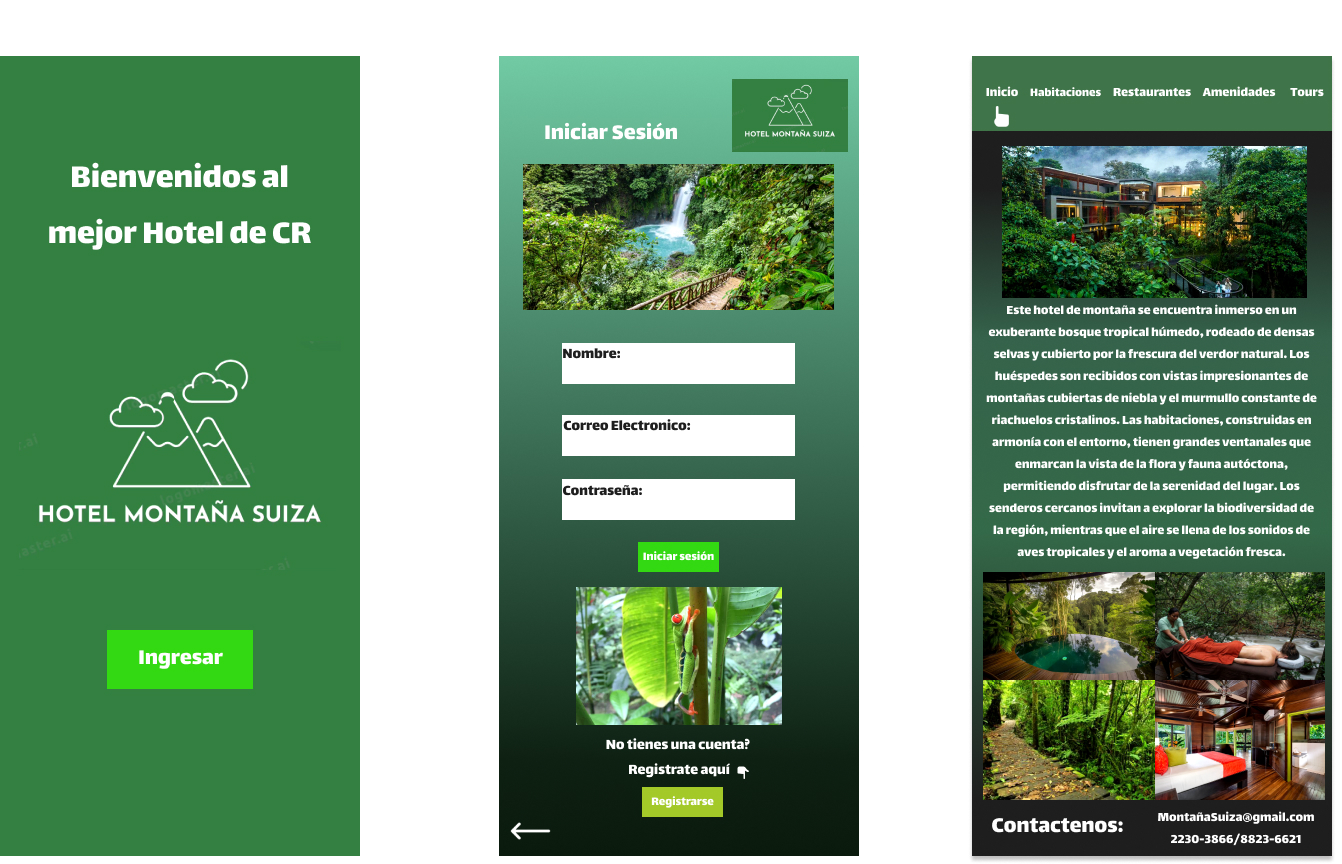 Bienvenidos al
mejor Hotel de CR
HOTEL MONTAÑA SUIZA
Ingresar
Iniciar Sesión
HOTEL MONTAÑA SUIZA
Nombre:
Correo Electronico:
Contraseña:
Iniciar sesión
No tienes una cuenta?
Registrate aquí
Registrarse
Inicio Habitaciones Restaurantes Amenidades Tours
Este hotel de montaña se encuentra inmerso en un
exuberante bosque tropical húmedo, rodeado de densas
selvas y cubierto por la frescura del verdor natural. Los
huéspedes son recibidos con vistas impresionantes de
montañas cubiertas de niebla y el murmullo constante de
riachuelos cristalinos. Las habitaciones, construidas en
armonía con el entorno, tienen grandes ventanales que
enmarcan la vista de la flora y fauna autóctona,
permitiendo disfrutar de la serenidad del lugar. Los
senderos cercanos invitan a explorar la biodiversidad de
la región, mientras que el aire se llena de los sonidos de
aves tropicales y el aroma a vegetación fresca.
Contactenos:
MontañaSuiza@gmail.com
2230-3866/8823-6621